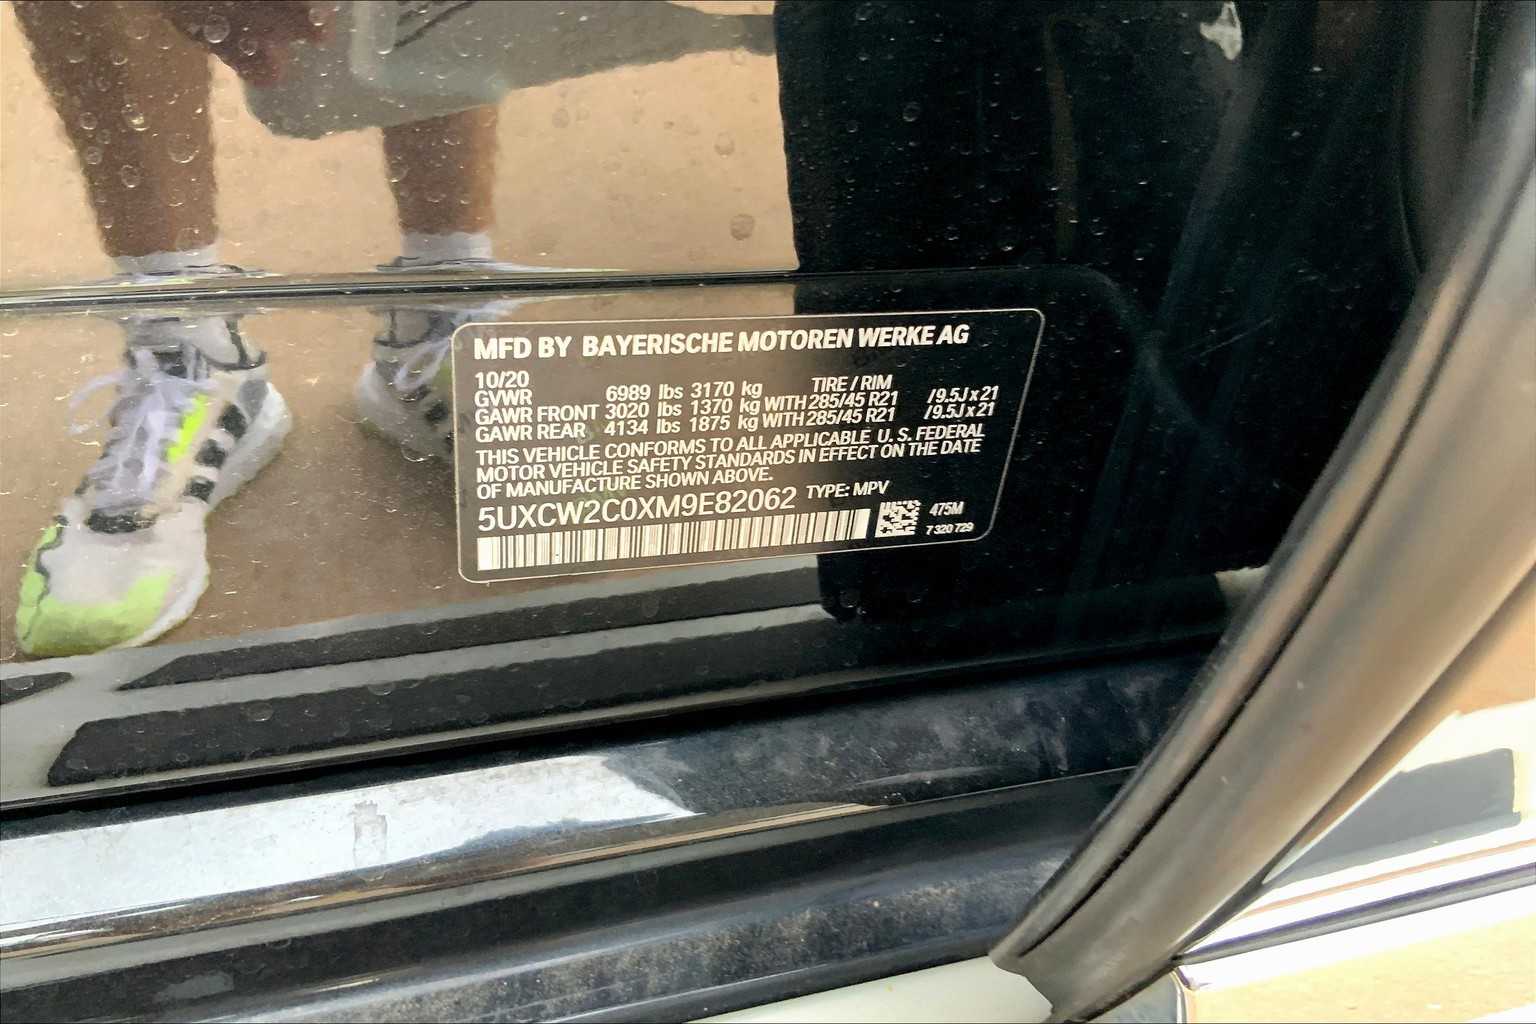 MFD BY BAYERISCHE MOTOREN WERKE AG
10/20 TIRE / RIM
GVWR 6989 lbs 3170 kg
GAWR FRONT 3020 lbs 1370 kg WITH 285/45 R21 /9.5J x 21
GAWR REAR 4134 lbs 1875 kg WITH 285/45 R21 /9.5J x 21
THIS VEHICLE CONFORMS TO ALL APPLICABLE U. S. FEDERAL
MOTOR VEHICLE SAFETY STANDARDS IN EFFECT ON THE DATE
OF MANUFACTURE SHOWN ABOVE.
5UXCW2C0XM9E82062 TYPE: MPV
475M
7 320 729